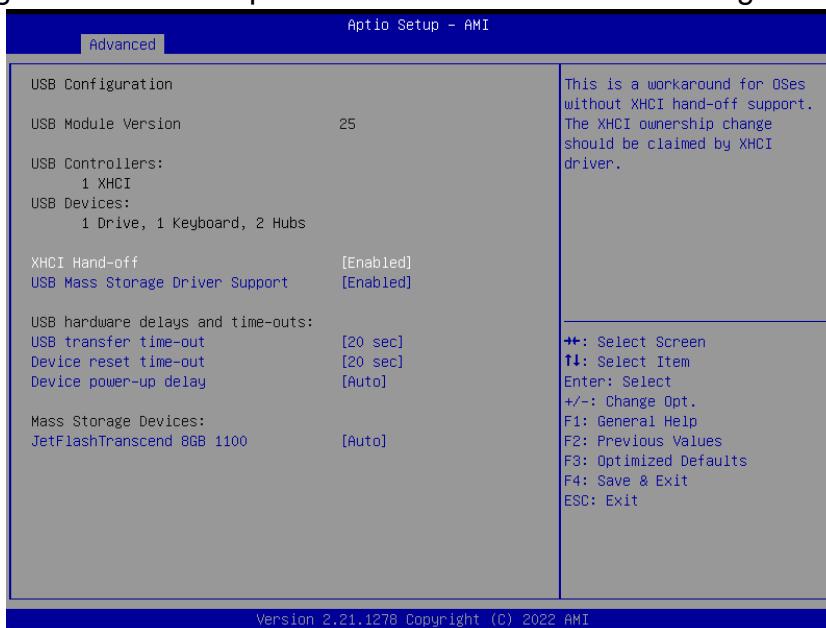 Aptio Setup – AMI
Advanced
USB Configuration
USB Module Version 25
USB Controllers:
1 XHCI
USB Devices:
1 Drive, 1 Keyboard, 2 Hubs
XHCI Hand-off [Enabled]
USB Mass Storage Driver Support [Enabled]
USB hardware delays and time-outs:
USB transfer time-out [20 sec]
Device reset time-out [20 sec]
Device power-up delay [Auto]
Mass Storage Devices:
JetFlashTranscend 8GB 1100 [Auto]
This is a workaround for OSes
without XHCI hand-off support.
The XHCI ownership change
should be claimed by XHCI
driver.
→←: Select Screen
↑↓: Select Item
Enter: Select
+/-: Change Opt.
F1: General Help
F2: Previous Values
F3: Optimized Defaults
F4: Save & Exit
ESC: Exit
Version 2.21.1278 Copyright (C) 2022 AMI